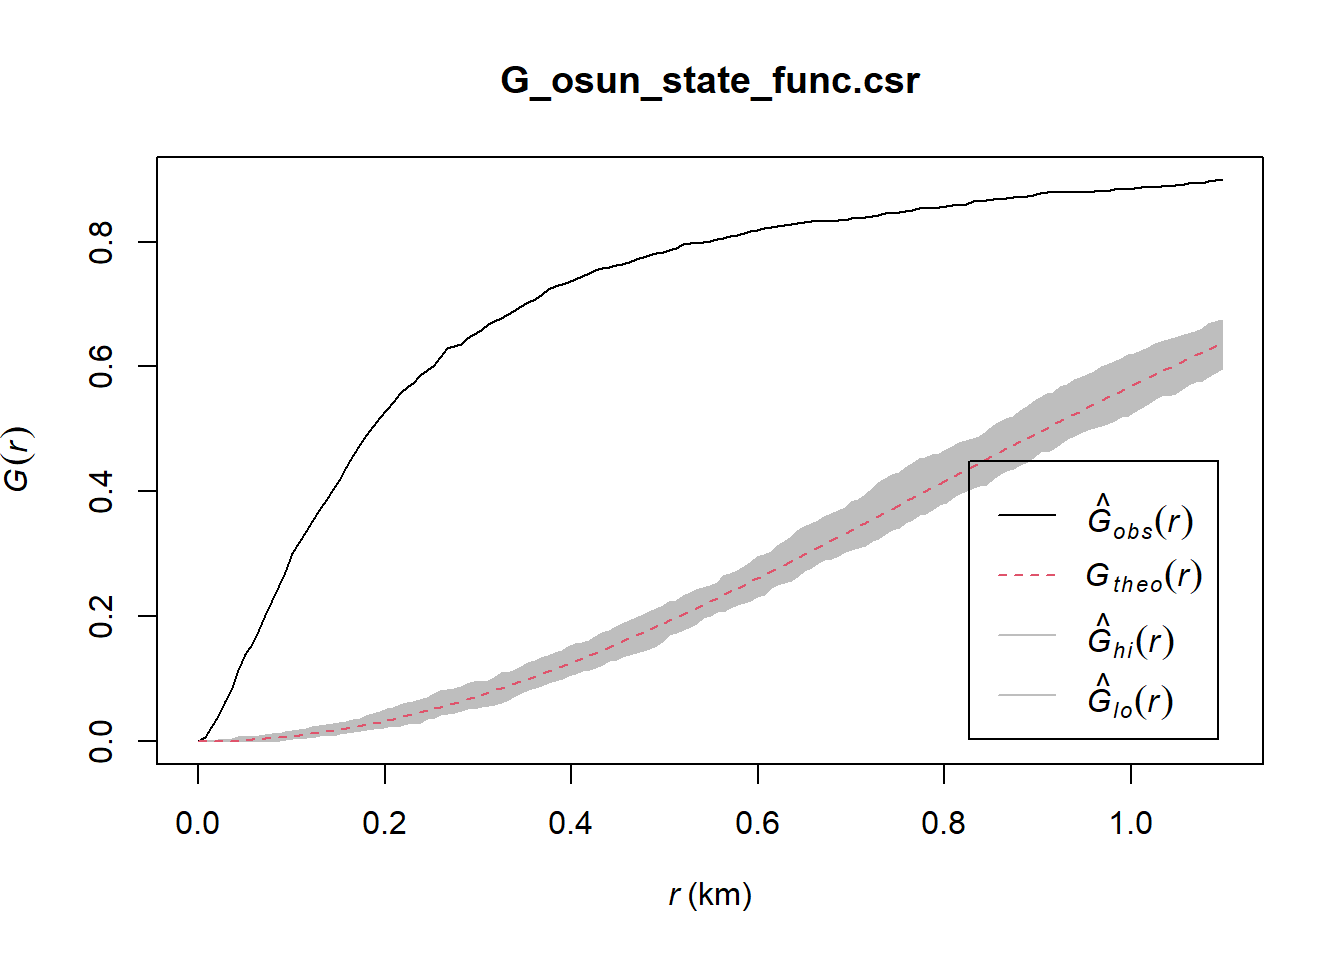 G_osun_state_func.csr
G(r)
0.8
0.6
0.4
0.2
0.0
Ĝobs(r)
Gtheo(r)
Ĝhi(r)
Ĝlo(r)
0.0 0.2 0.4 0.6 0.8 1.0
r (km)